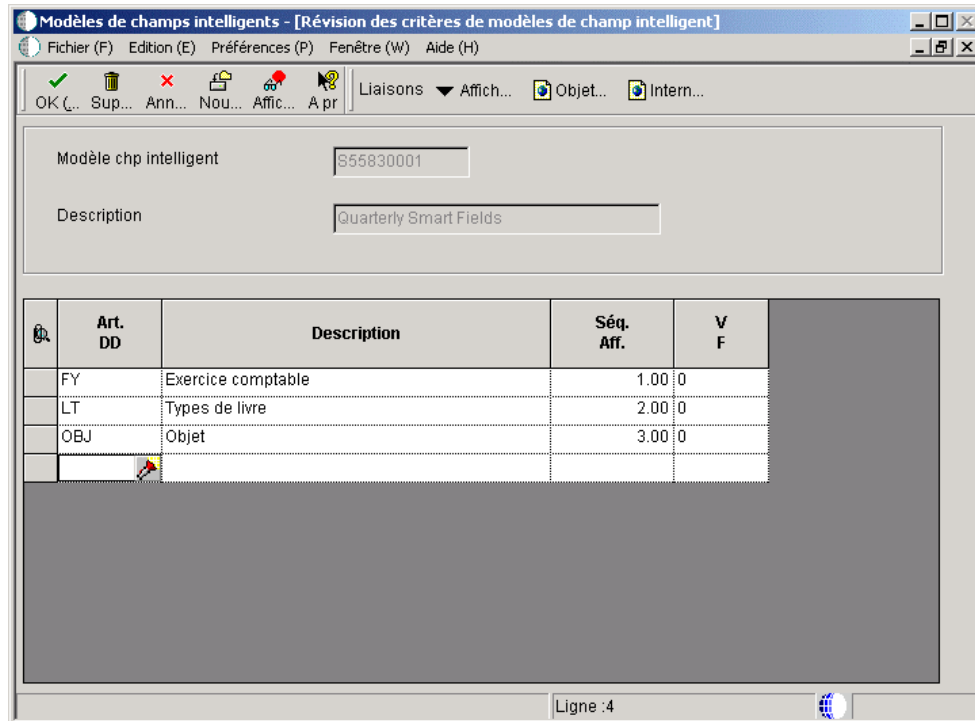 Modèles de champs intelligents - [Révision des critères de modèles de champ intelligent]
Fichier (F) Edition (E) Préférences (P) Fenêtre (W) Aide (H)
OK (... Sup... Ann... Nou... Affic... A pr Liaisons Affich... Objet... Intern...
Modèle chp intelligent S55830001
Description Quarterly Smart Fields
Art. DD Description Séq. Aff. V F
FY Exercice comptable 1.00 0
LT Types de livre 2.00 0
OBJ Objet 3.00 0
Ligne :4